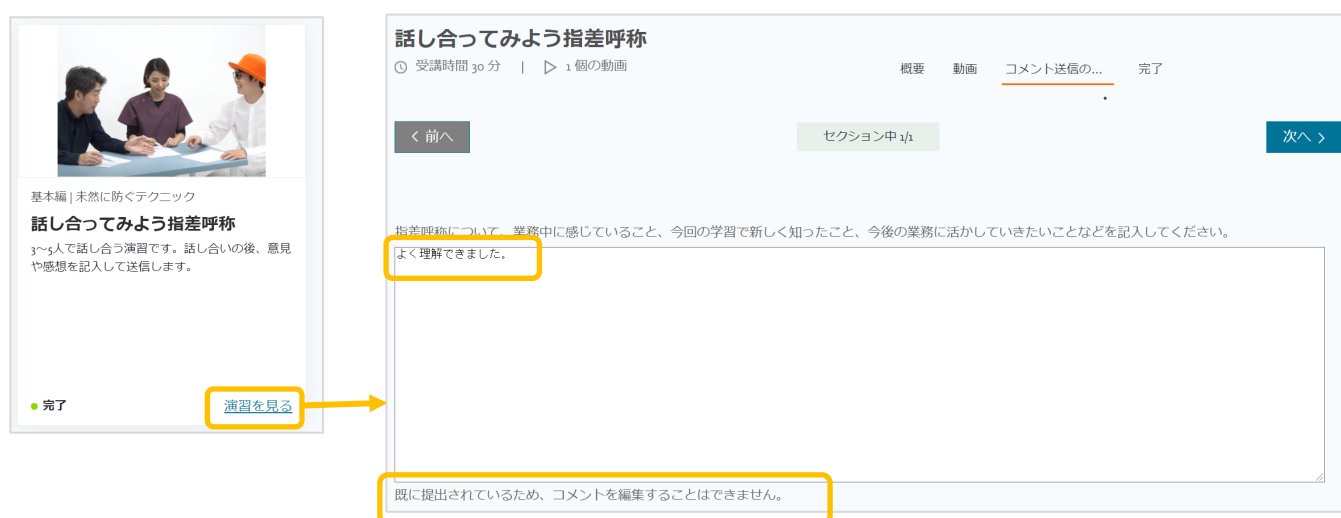 基本編 | 未然に防ぐテクニック
話し合ってみよう指差呼称
3～5人で話し合う演習です。話し合いの後、意見
や感想を記入して送信します。
完了
演習を見る
話し合ってみよう指差呼称
受講時間 30 分 | 1 個の動画
概要 動画 コメント送信の... 完了
< 前へ
セクション中 1/1
次へ >
指差呼称について、業務中に感じていること、今回の学習で新しく知ったこと、今後の業務に活かしていきたいことなどを記入してください。
よく理解できました。
既に提出されているため、コメントを編集することはできません。